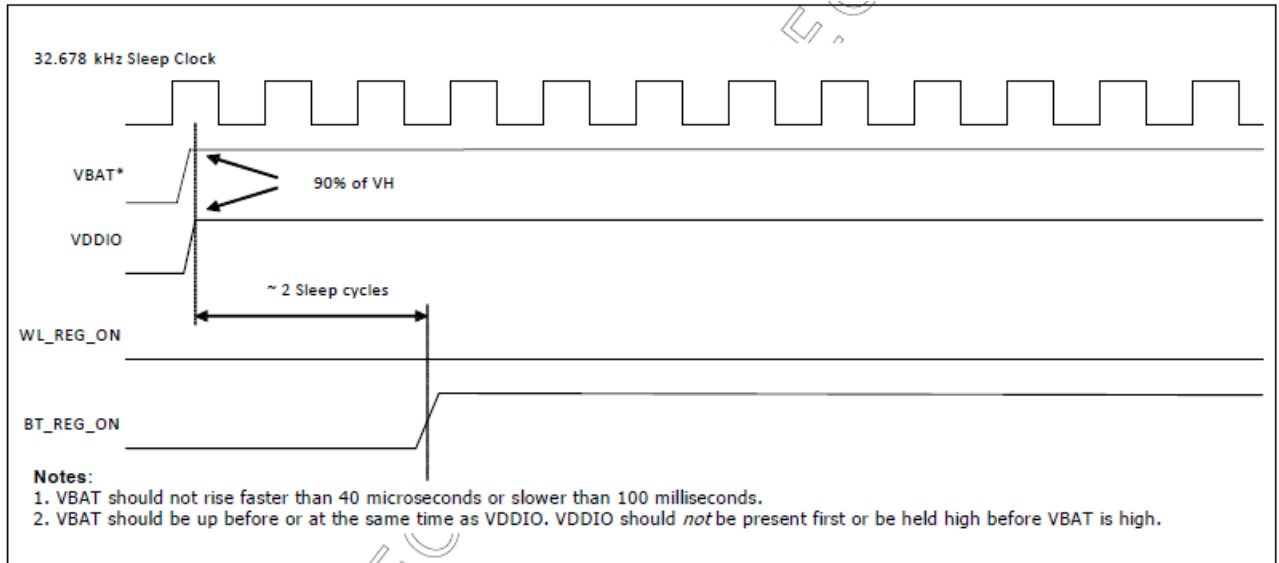 32.678 kHz Sleep Clock
VBAT*
90% of VH
VDDIO
~ 2 Sleep cycles
WL_REG_ON
BT_REG_ON
Notes:
1. VBAT should not rise faster than 40 microseconds or slower than 100 milliseconds.
2. VBAT should be up before or at the same time as VDDIO. VDDIO should not be present first or be held high before VBAT is high.